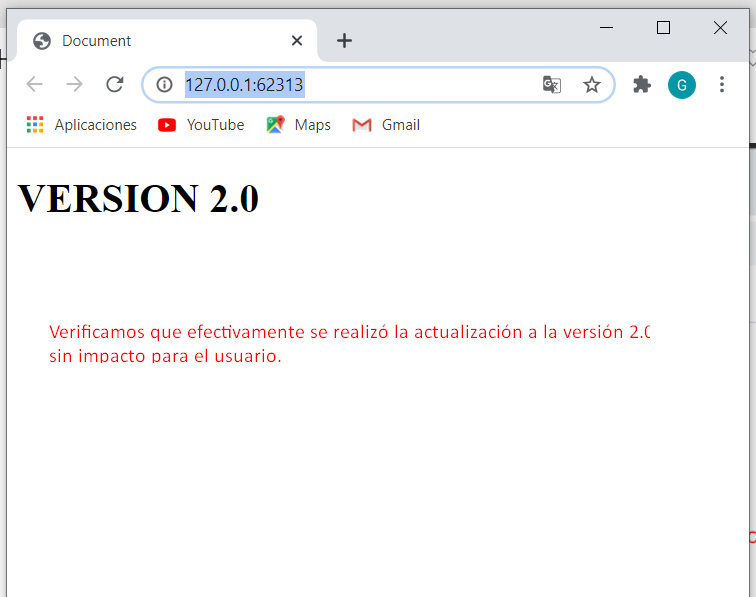 Document
127.0.0.1:62313
G
Aplicaciones YouTube Maps Gmail
VERSION 2.0
Verificamos que efectivamente se realizó la actualización a la versión 2.0
sin impacto para el usuario.